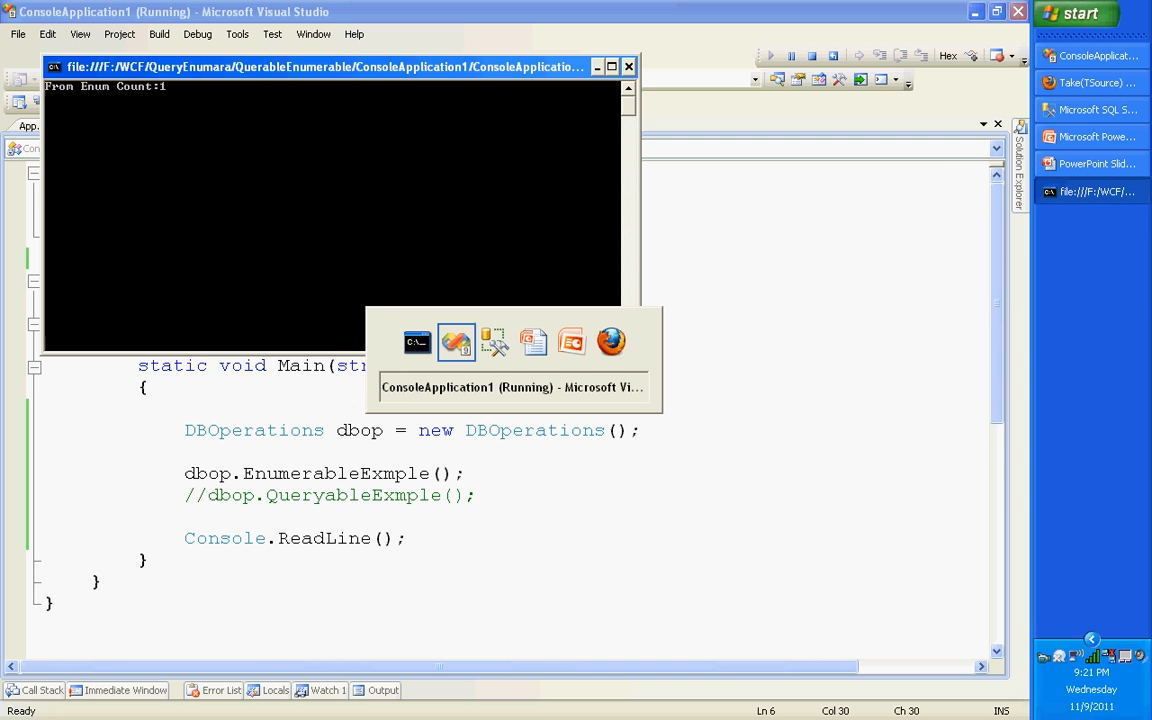 ConsoleApplication1 (Running) - Microsoft Visual Studio
File Edit View Project Build Debug Tools Test Window Help
Hex
file:///F:/WCF/QueryEnumara/QuerableEnumerable/ConsoleApplication1/ConsoleApplicatio...
From Enum Count:1
App.
Con
ConsoleApplication1 (Running) - Microsoft Vi...
static void Main(str
{
DBOperations dbop = new DBOperations();
dbop.EnumerableExmple();
//dbop.QueryableExmple();
Console.ReadLine();
}
}
}
Call Stack Immediate Window Error List Locals Watch 1 Output
Ready Ln 6 Col 30 Ch 30 INS
Solution Explorer
start
ConsoleApplicat...
Take(TSource) ...
Microsoft SQL S...
Microsoft Powe...
PowerPoint Slid...
file:///F:/WCF/...
9:21 PM
Wednesday
11/9/2011